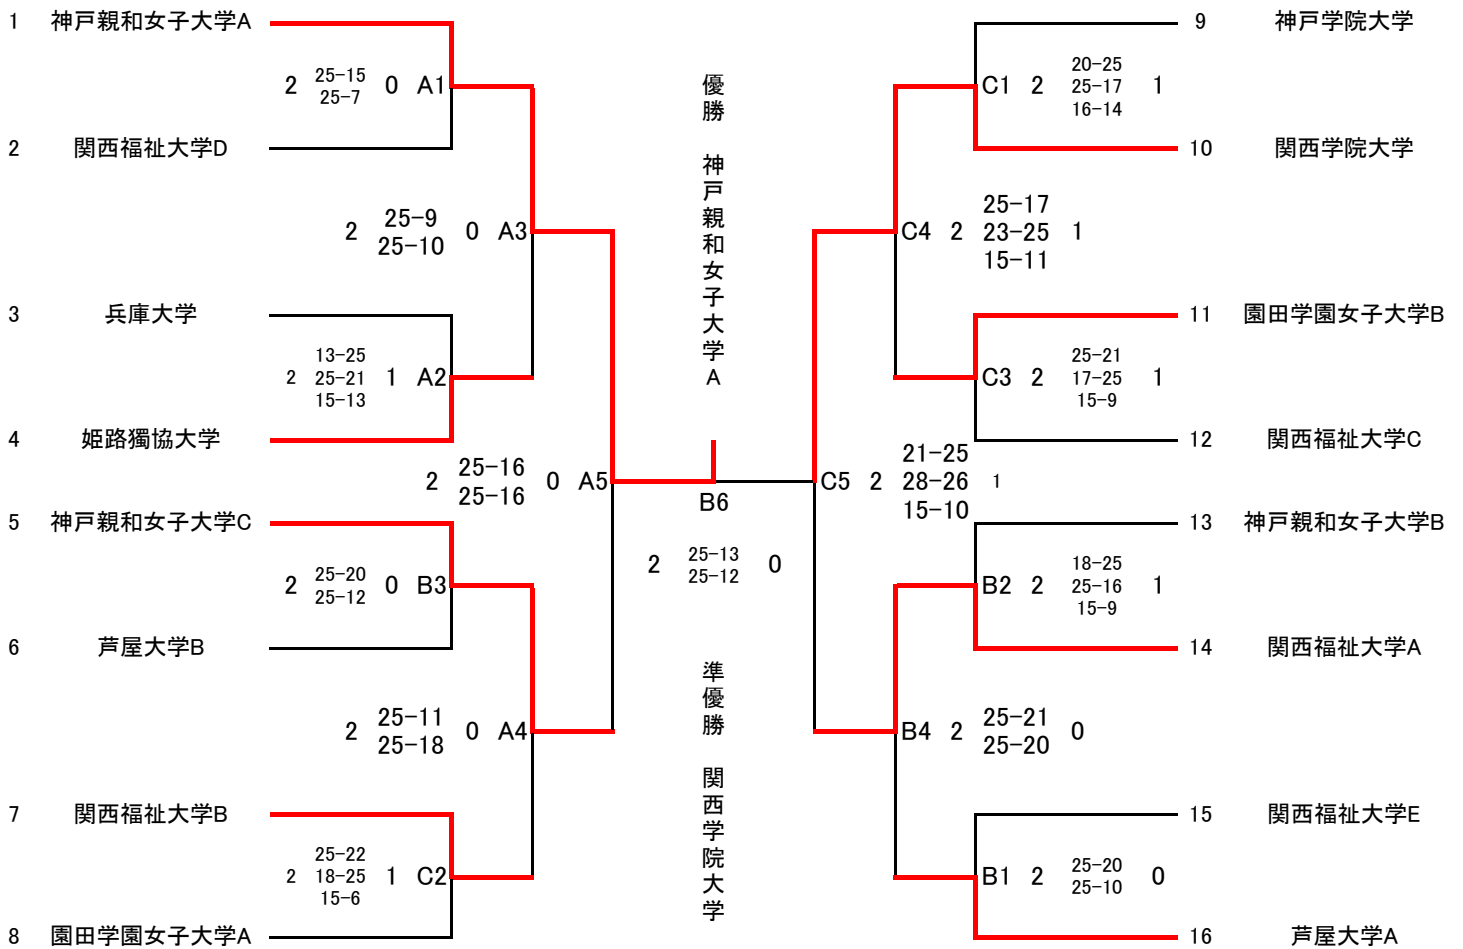 1 神戸親和女子大学A
2 25-15 0 A1
25-7
2 関西福祉大学D
2 25-9 0 A3
25-10
3 兵庫大学
13-25
2 25-21 1 A2
15-13
4 姫路獨協大学
2 25-16 0 A5
25-16
5 神戸親和女子大学C
2 25-20 0 B3
25-12
6 芦屋大学B
2 25-11 0 A4
25-18
7 関西福祉大学B
25-22
2 18-25 1 C2
15-6
8 園田学園女子大学A
優勝 神戸親和女子大学A
B6
2 25-13 0
25-12
準優勝 関西学院大学
9 神戸学院大学
20-25
C1 2 25-17 1
16-14
10 関西学院大学
25-17
C4 2 23-25 1
15-11
11 園田学園女子大学B
25-21
C3 2 17-25 1
15-9
12 関西福祉大学C
21-25
C5 2 28-26 1
15-10
13 神戸親和女子大学B
18-25
B2 2 25-16 1
15-9
14 関西福祉大学A
B4 2 25-21 0
25-20
15 関西福祉大学E
B1 2 25-20 0
25-10
16 芦屋大学A